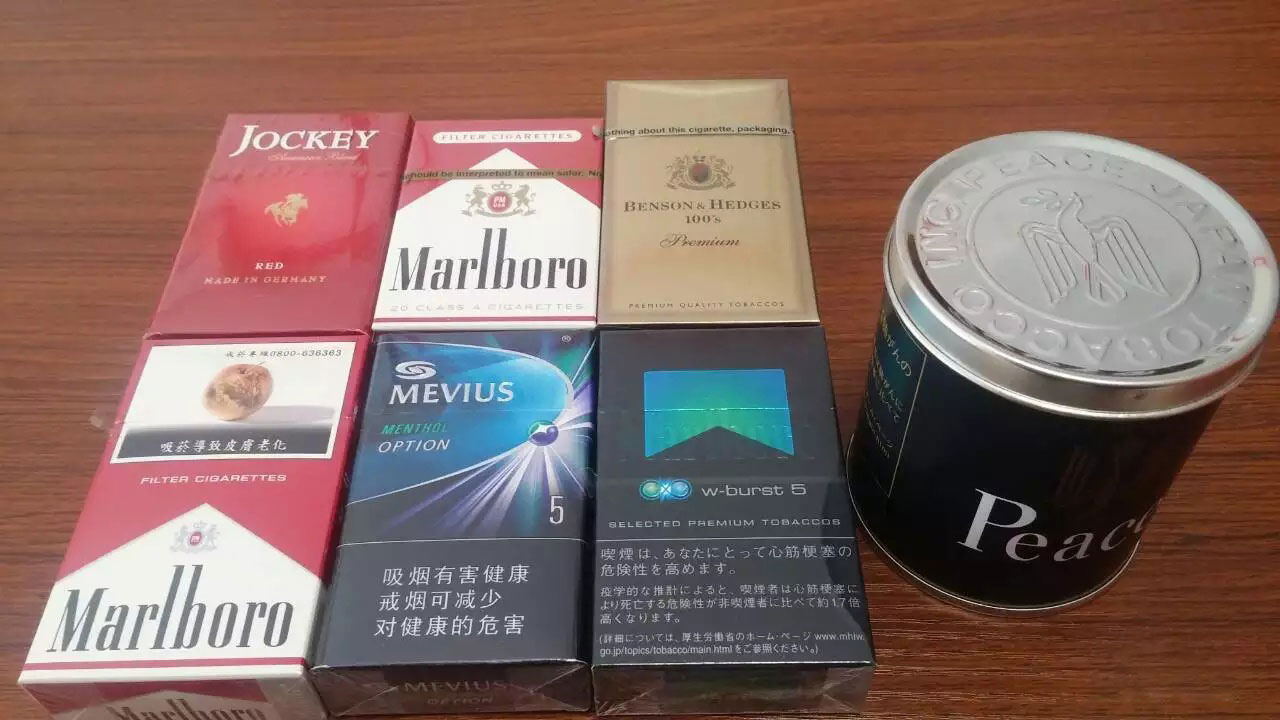 JOCKEY
American Blend
RED
MADE IN GERMANY
FILTER CIGARETTES
should be interpreted to mean safer. No
PM
USA
Marlboro
20 CLASS A CIGARETTES
othing about this cigarette, packaging,
BENSON & HEDGES
100's
Premium
PREMIUM QUALITY TOBACCOS
PEACE JAPAN TOBACCO INC.
Peace
戒菸專線0800-636363
吸菸導致皮膚老化
FILTER CIGARETTES
Marlboro
Marlboro
®
MEVIUS
MENTHOL
OPTION
5
吸烟有害健康
戒烟可减少
对健康的危害
MEVIUS
OPTION
w-burst 5
SELECTED PREMIUM TOBACCOS
喫煙は、あなたにとって心筋梗塞の
危険性を高めます。
疫学的な推計によると、喫煙者は心筋梗塞に
より死亡する危険性が非喫煙者に比べて約1.7倍
高くなります。
(詳細については、厚生労働省のホーム・ページ www.mhlw.
go.jp/topics/tobacco/main.html をご参照ください。)